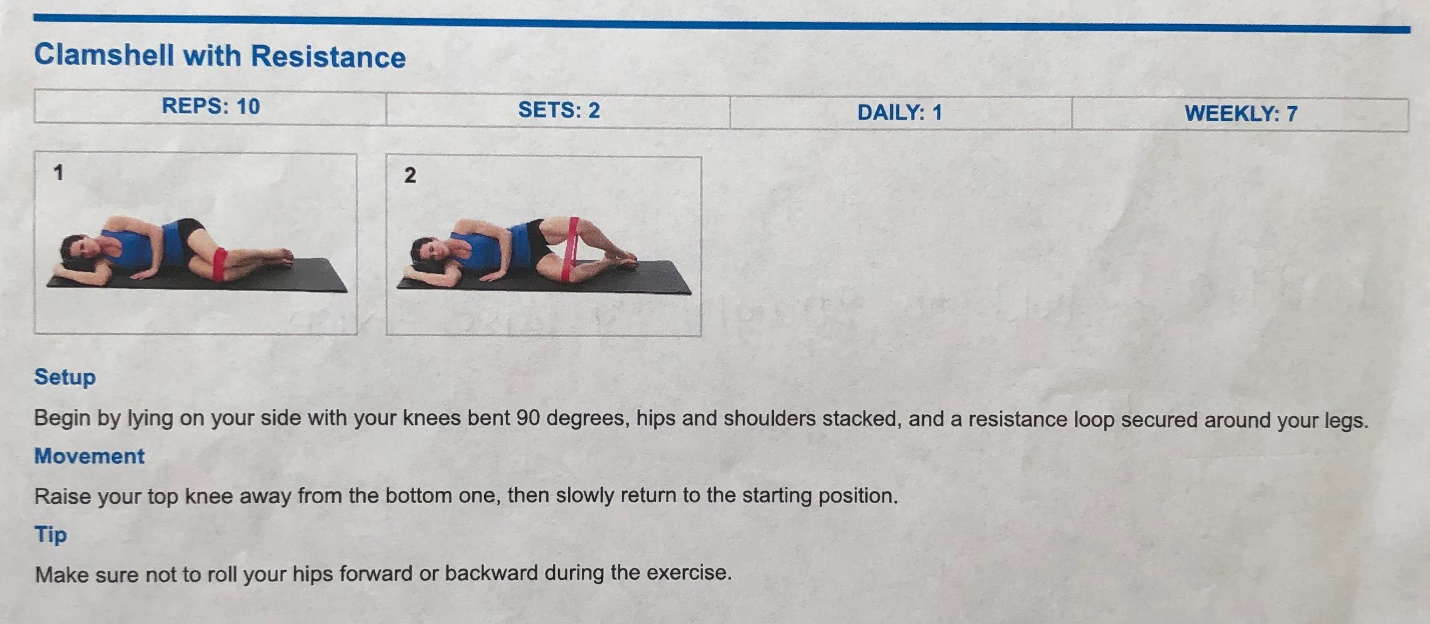 Clamshell with Resistance
REPS: 10 SETS: 2 DAILY: 1 WEEKLY: 7
1 2
Setup
Begin by lying on your side with your knees bent 90 degrees, hips and shoulders stacked, and a resistance loop secured around your legs.
Movement
Raise your top knee away from the bottom one, then slowly return to the starting position.
Tip
Make sure not to roll your hips forward or backward during the exercise.